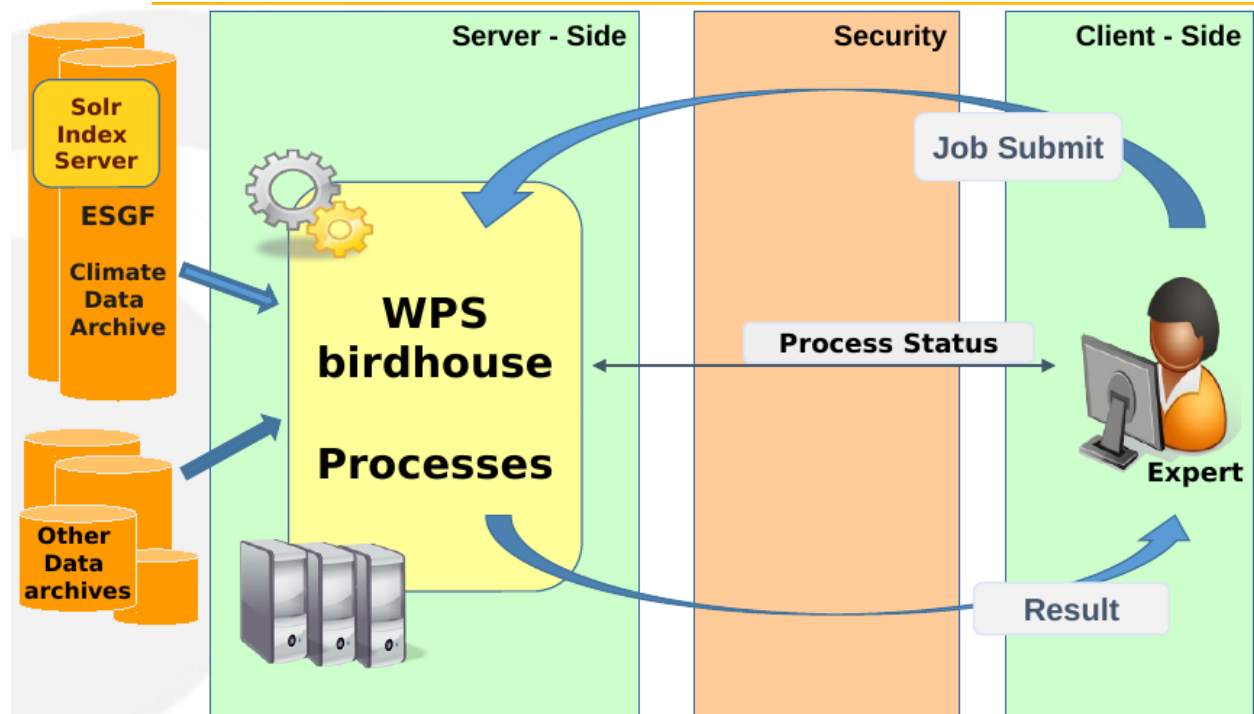 Server - Side
Security
Client - Side
Solr
Index
Server
ESGF
Climate
Data
Archive
Other
Data
archives
WPS
birdhouse
Processes
Job Submit
Process Status
Expert
Result